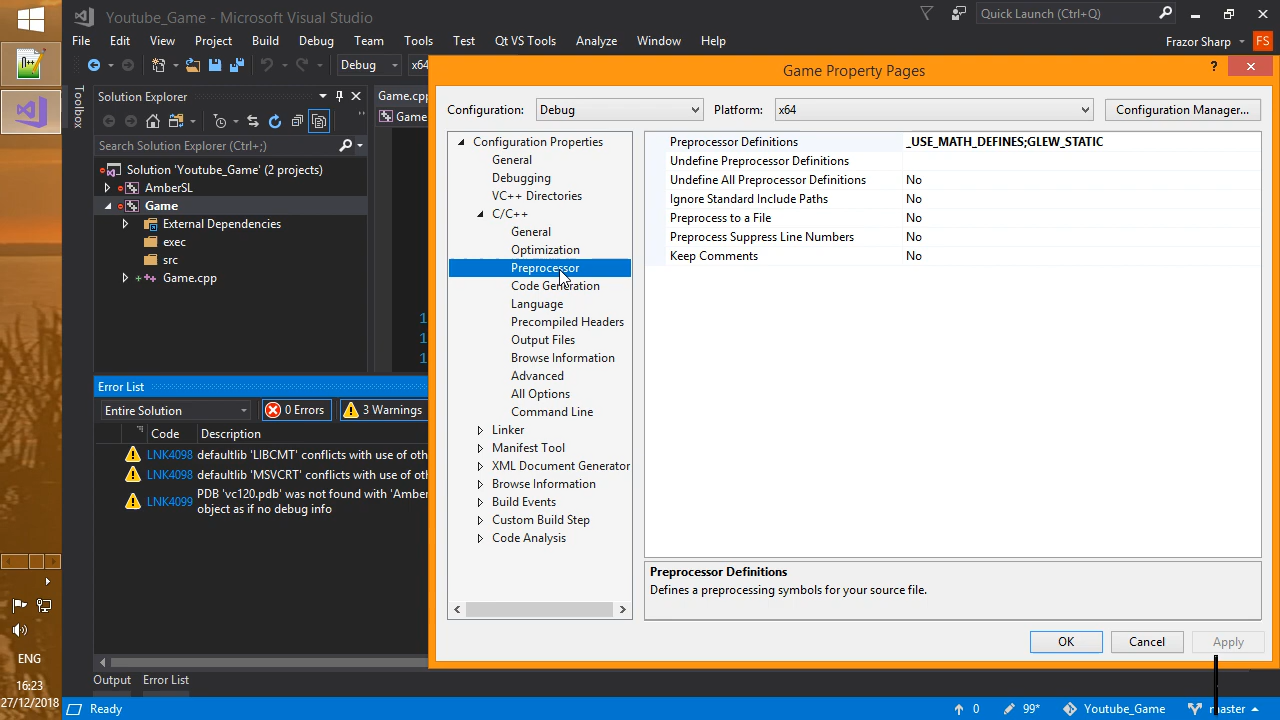 Youtube_Game - Microsoft Visual Studio
Quick Launch (Ctrl+Q)
File Edit View Project Build Debug Team Tools Test Qt VS Tools Analyze Window Help
Frazor Sharp FS
Debug x64
Toolbox
Solution Explorer
Search Solution Explorer (Ctrl+;)
Solution 'Youtube_Game' (2 projects)
AmberSL
Game
External Dependencies
exec
src
Game.cpp
Game.cpp
Game
1
1
1
Error List
Entire Solution
0 Errors
3 Warnings
Code Description
LNK4098 defaultlib 'LIBCMT' conflicts with use of oth
LNK4098 defaultlib 'MSVCRT' conflicts with use of oth
LNK4099 PDB 'vc120.pdb' was not found with 'Amber
object as if no debug info
Output Error List
Game Property Pages
?
Configuration: Debug Platform: x64 Configuration Manager...
Configuration Properties
General
Debugging
VC++ Directories
C/C++
General
Optimization
Preprocessor
Code Generation
Language
Precompiled Headers
Output Files
Browse Information
Advanced
All Options
Command Line
Linker
Manifest Tool
XML Document Generator
Browse Information
Build Events
Custom Build Step
Code Analysis
Preprocessor Definitions _USE_MATH_DEFINES;GLEW_STATIC
Undefine Preprocessor Definitions
Undefine All Preprocessor Definitions No
Ignore Standard Include Paths No
Preprocess to a File No
Preprocess Suppress Line Numbers No
Keep Comments No
Preprocessor Definitions
Defines a preprocessing symbols for your source file.
OK Cancel Apply
ENG
16:23
27/12/2018
Ready
0 99* Youtube_Game master